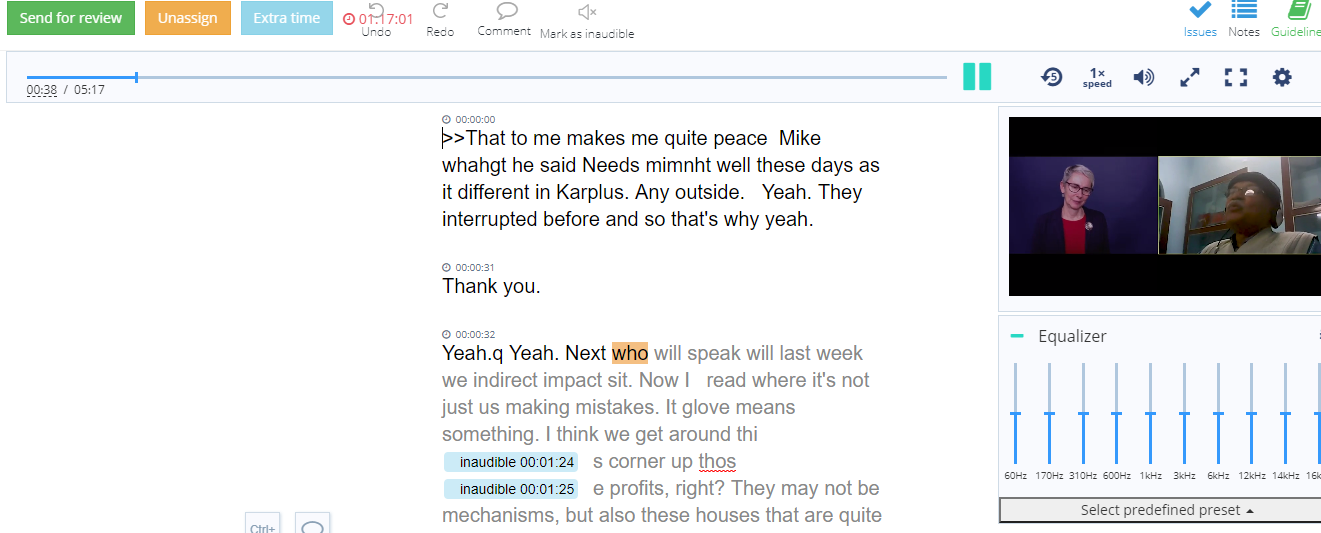 Send for review
Unassign
Extra time
01:17:01
Undo
Redo
Comment
Mark as inaudible
Issues
Notes
Guideline
00:38 / 05:17
5
1×
speed
00:00:00
>>That to me makes me quite peace  Mike
whahgt he said Needs mimnht well these days as
it different in Karplus. Any outside.   Yeah. They
interrupted before and so that's why yeah.
00:00:31
Thank you.
00:00:32
Yeah.q Yeah. Next who will speak will last week
we indirect impact sit. Now I   read where it's not
just us making mistakes. It glove means
something. I think we get around thi
inaudible 00:01:24 s corner up thos
inaudible 00:01:25 e profits, right? They may not be
mechanisms, but also these houses that are quite
Ctrl+
Equalizer
60Hz 170Hz 310Hz 600Hz 1kHz 3kHz 6kHz 12kHz 14kHz 16k
Select predefined preset